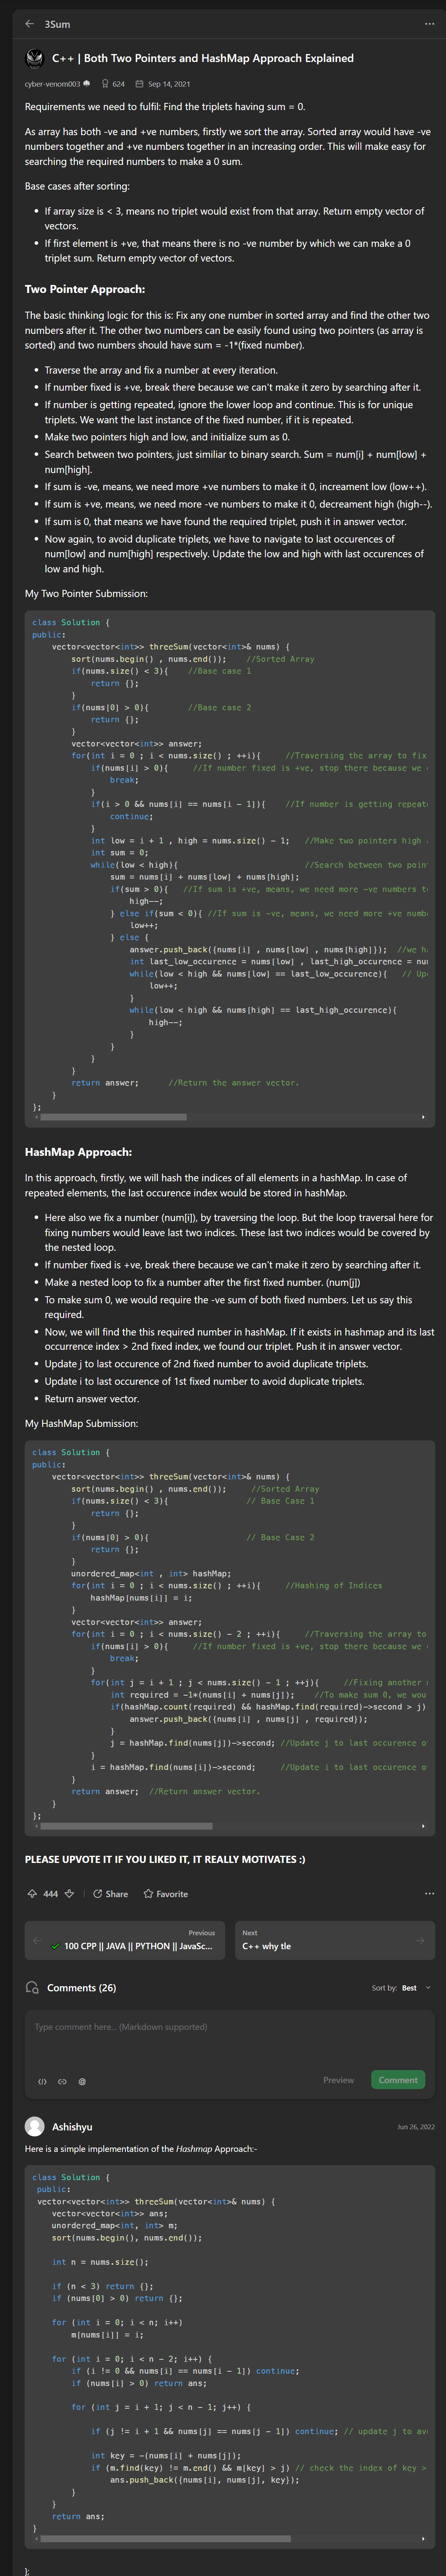 3Sum
C++ | Both Two Pointers and HashMap Approach Explained
cyber-venom003 624 Sep 14, 2021
Requirements we need to fulfil: Find the triplets having sum = 0.
As array has both -ve and +ve numbers, firstly we sort the array. Sorted array would have -ve
numbers together and +ve numbers together in an increasing order. This will make easy for
searching the required numbers to make a 0 sum.
Base cases after sorting:
• If array size is < 3, means no triplet would exist from that array. Return empty vector of
vectors.
• If first element is +ve, that means there is no -ve number by which we can make a 0
triplet sum. Return empty vector of vectors.
Two Pointer Approach:
The basic thinking logic for this is: Fix any one number in sorted array and find the other two
numbers after it. The other two numbers can be easily found using two pointers (as array is
sorted) and two numbers should have sum = -1*(fixed number).
• Traverse the array and fix a number at every iteration.
• If number fixed is +ve, break there because we can't make it zero by searching after it.
• If number is getting repeated, ignore the lower loop and continue. This is for unique
triplets. We want the last instance of the fixed number, if it is repeated.
• Make two pointers high and low, and initialize sum as 0.
• Search between two pointers, just similiar to binary search. Sum = num[i] + num[low] +
num[high].
• If sum is -ve, means, we need more +ve numbers to make it 0, increament low (low++).
• If sum is +ve, means, we need more -ve numbers to make it 0, decreament high (high--).
• If sum is 0, that means we have found the required triplet, push it in answer vector.
• Now again, to avoid duplicate triplets, we have to navigate to last occurences of
num[low] and num[high] respectively. Update the low and high with last occurences of
low and high.
My Two Pointer Submission:
class Solution {
public:
vector<vector<int>> threeSum(vector<int>& nums) {
sort(nums.begin() , nums.end()); //Sorted Array
if(nums.size() < 3){ //Base case 1
return {};
}
if(nums[0] > 0){ //Base case 2
return {};
}
vector<vector<int>> answer;
for(int i = 0 ; i < nums.size() ; ++i){ //Traversing the array to fix
if(nums[i] > 0){ //If number fixed is +ve, stop there because we
break;
}
if(i > 0 && nums[i] == nums[i - 1]){ //If number is getting repeate
continue;
}
int low = i + 1 , high = nums.size() - 1; //Make two pointers high
int sum = 0;
while(low < high){ //Search between two poin
sum = nums[i] + nums[low] + nums[high];
if(sum > 0){ //If sum is +ve, means, we need more -ve numbers t
high--;
} else if(sum < 0){ //If sum is -ve, means, we need more +ve numb
low++;
} else {
answer.push_back({nums[i] , nums[low] , nums[high]}); //we h
int last_low_occurence = nums[low] , last_high_occurence = nu
while(low < high && nums[low] == last_low_occurence){ // Up
low++;
}
while(low < high && nums[high] == last_high_occurence){
high--;
}
}
}
}
return answer; //Return the answer vector.
}
};
HashMap Approach:
In this approach, firstly, we will hash the indices of all elements in a hashMap. In case of
repeated elements, the last occurence index would be stored in hashMap.
• Here also we fix a number (num[i]), by traversing the loop. But the loop traversal here for
fixing numbers would leave last two indices. These last two indices would be covered by
the nested loop.
• If number fixed is +ve, break there because we can't make it zero by searching after it.
• Make a nested loop to fix a number after the first fixed number. (num[j])
• To make sum 0, we would require the -ve sum of both fixed numbers. Let us say this
required.
• Now, we will find the this required number in hashMap. If it exists in hashmap and its last
occurrence index > 2nd fixed index, we found our triplet. Push it in answer vector.
• Update j to last occurence of 2nd fixed number to avoid duplicate triplets.
• Update i to last occurence of 1st fixed number to avoid duplicate triplets.
• Return answer vector.
My HashMap Submission:
class Solution {
public:
vector<vector<int>> threeSum(vector<int>& nums) {
sort(nums.begin() , nums.end()); //Sorted Array
if(nums.size() < 3){ // Base Case 1
return {};
}
if(nums[0] > 0){ // Base Case 2
return {};
}
unordered_map<int , int> hashMap;
for(int i = 0 ; i < nums.size() ; ++i){ //Hashing of Indices
hashMap[nums[i]] = i;
}
vector<vector<int>> answer;
for(int i = 0 ; i < nums.size() - 2 ; ++i){ //Traversing the array to
if(nums[i] > 0){ //If number fixed is +ve, stop there because we
break;
}
for(int j = i + 1 ; j < nums.size() - 1 ; ++j){ //Fixing another
int required = -1*(nums[i] + nums[j]); //To make sum 0, we wou
if(hashMap.count(required) && hashMap.find(required)->second > j)
answer.push_back({nums[i] , nums[j] , required});
}
j = hashMap.find(nums[j])->second; //Update j to last occurence o
}
i = hashMap.find(nums[i])->second; //Update i to last occurence of
}
return answer; //Return answer vector.
}
};
PLEASE UPVOTE IT IF YOU LIKED IT, IT REALLY MOTIVATES :)
444 Share Favorite
Previous
100 CPP || JAVA || PYTHON || JavaSc...
Next
C++ why tle
Comments (26)
Sort by: Best
Type comment here... (Markdown supported)
</> @ Preview Comment
Ashishyu Jun 26, 2022
Here is a simple implementation of the Hashmap Approach:-
class Solution {
public:
vector<vector<int>> threeSum(vector<int>& nums) {
vector<vector<int>> ans;
unordered_map<int, int> m;
sort(nums.begin(), nums.end());
int n = nums.size();
if (n < 3) return {};
if (nums[0] > 0) return {};
for (int i = 0; i < n; i++)
m[nums[i]] = i;
for (int i = 0; i < n - 2; i++) {
if (i != 0 && nums[i] == nums[i - 1]) continue;
if (nums[i] > 0) return ans;
for (int j = i + 1; j < n - 1; j++) {
if (j != i + 1 && nums[j] == nums[j - 1]) continue; // update j to av
int key = -(nums[i] + nums[j]);
if (m.find(key) != m.end() && m[key] > j) // check the index of key >
ans.push_back({nums[i], nums[j], key});
}
}
return ans;
}
};